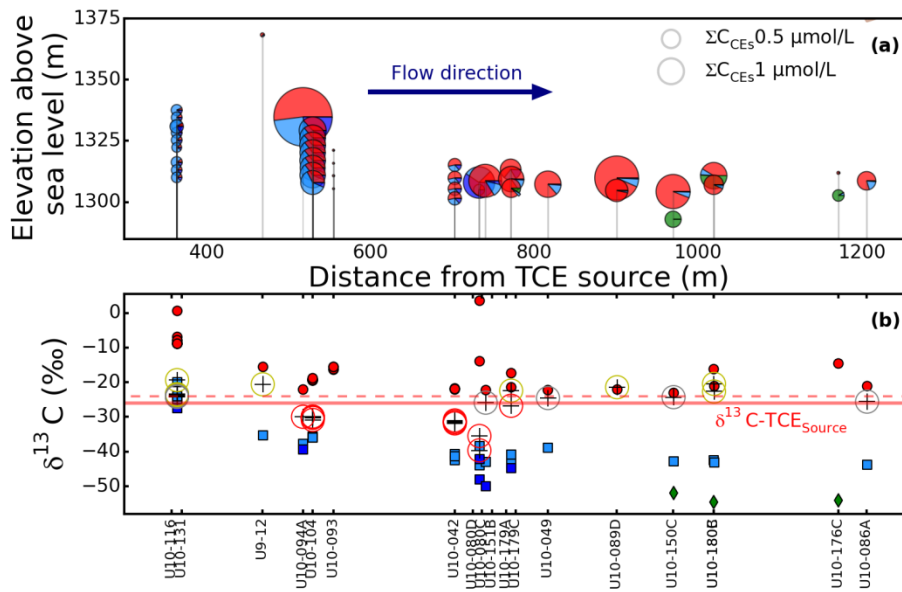 1375
1350
1325
1300
Elevation above
sea level (m)
ΣC_CEs 0.5 μmol/L
ΣC_CEs 1 μmol/L
(a)
Flow direction
400
600
800
1000
1200
Distance from TCE source (m)
0
−10
−20
−30
−40
−50
δ¹³ C (‰)
(b)
δ¹³ C-TCE_Source
U10-116
U10-131
U9-12
U10-094A
U10-104
U10-093
U10-042
U10-080D
U10-080C
U10-151B
U10-179A
U10-179C
U10-049
U10-089D
U10-150C
U10-176C
U10-086A